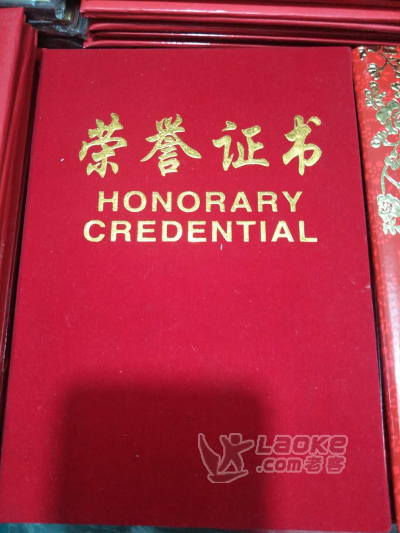 荣誉证书
HONORARY
CREDENTIAL
LAOKE
.com老客